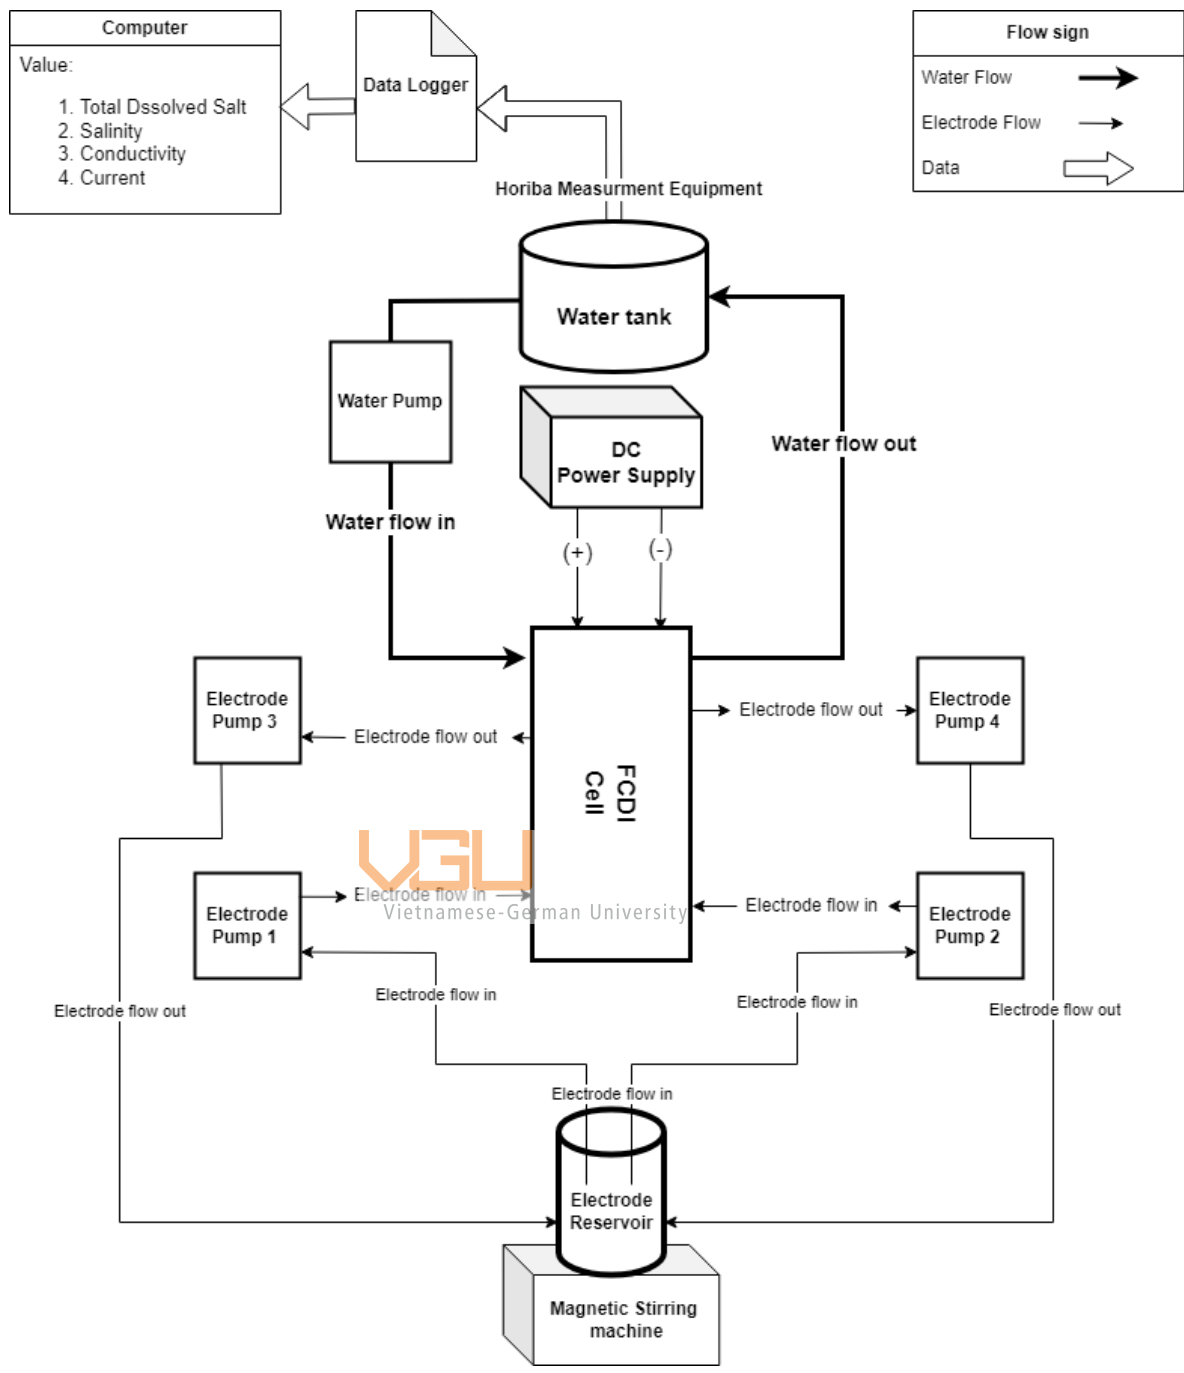 Computer
Value:
1. Total Dssolved Salt
2. Salinity
3. Conductivity
4. Current
Data Logger
Flow sign
Water Flow
Electrode Flow
Data
Horiba Measurment Equipment
Water tank
Water Pump
DC
Power Supply
Water flow out
Water flow in
(+)
(-)
Electrode
Pump 3
Electrode flow out
Electrode flow out
Electrode
Pump 4
FCDI
Cell
VGU
Vietnamese-German University
Electrode
Pump 1
Electrode flow in
Electrode flow in
Electrode
Pump 2
Electrode flow out
Electrode flow in
Electrode flow in
Electrode flow out
Electrode flow in
Electrode
Reservoir
Magnetic Stirring
machine